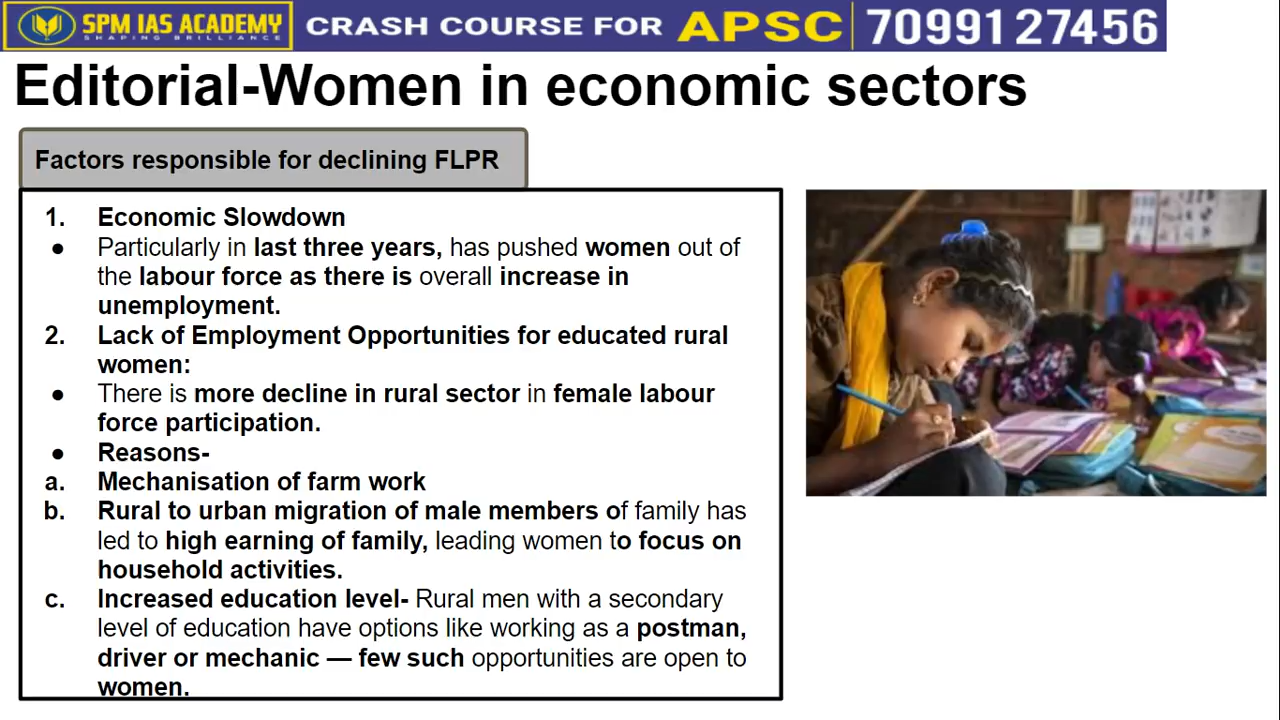 SPM IAS ACADEMY
SHAPING BRILLIANCE
CRASH COURSE FOR APSC 70991 27456
Editorial-Women in economic sectors
Factors responsible for declining FLPR
1. Economic Slowdown
● Particularly in last three years, has pushed women out of
the labour force as there is overall increase in
unemployment.
2. Lack of Employment Opportunities for educated rural
women:
● There is more decline in rural sector in female labour
force participation.
● Reasons-
a. Mechanisation of farm work
b. Rural to urban migration of male members of family has
led to high earning of family, leading women to focus on
household activities.
c. Increased education level- Rural men with a secondary
level of education have options like working as a postman,
driver or mechanic — few such opportunities are open to
women.